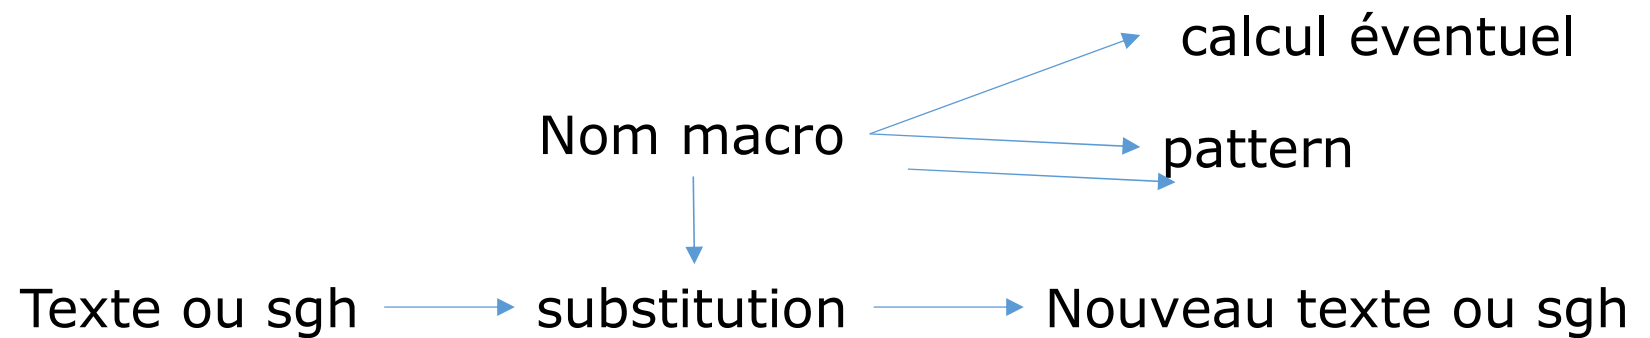 calcul éventuel
Nom macro
pattern
Texte ou sgh
substitution
Nouveau texte ou sgh